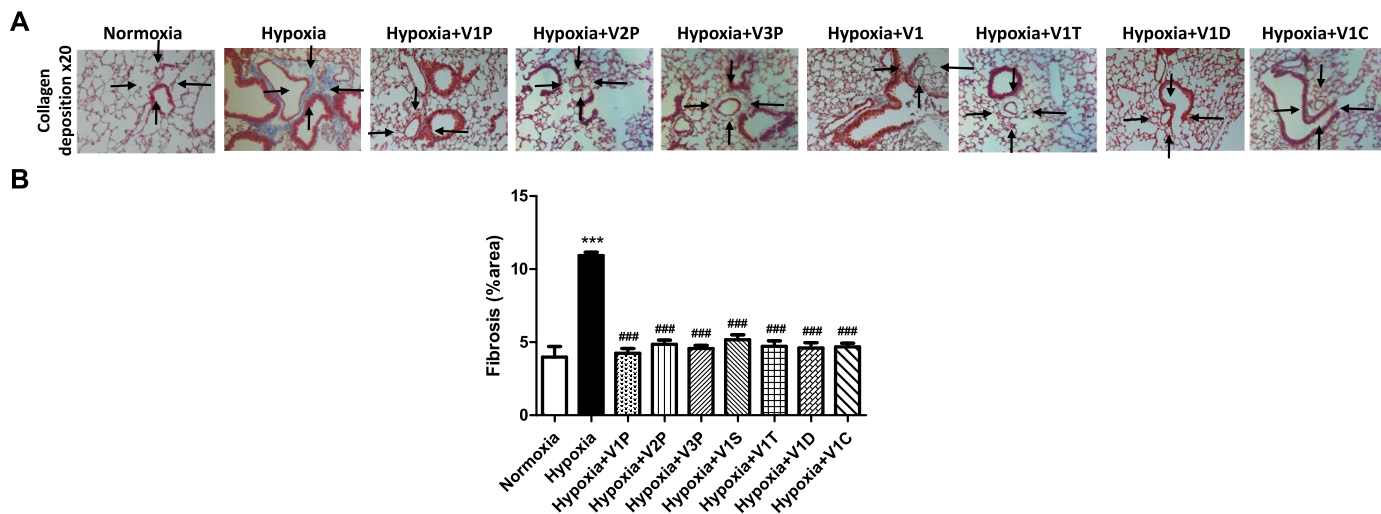 A
Normoxia Hypoxia Hypoxia+V1P Hypoxia+V2P Hypoxia+V3P Hypoxia+V1 Hypoxia+V1T Hypoxia+V1D Hypoxia+V1C
Collagen
deposition x20
B
Fibrosis (%area)
15
10
5
0
***
### ### ### ### ### ### ###
Normoxia
Hypoxia
Hypoxia+V1P
Hypoxia+V2P
Hypoxia+V3P
Hypoxia+V1S
Hypoxia+V1T
Hypoxia+V1D
Hypoxia+V1C